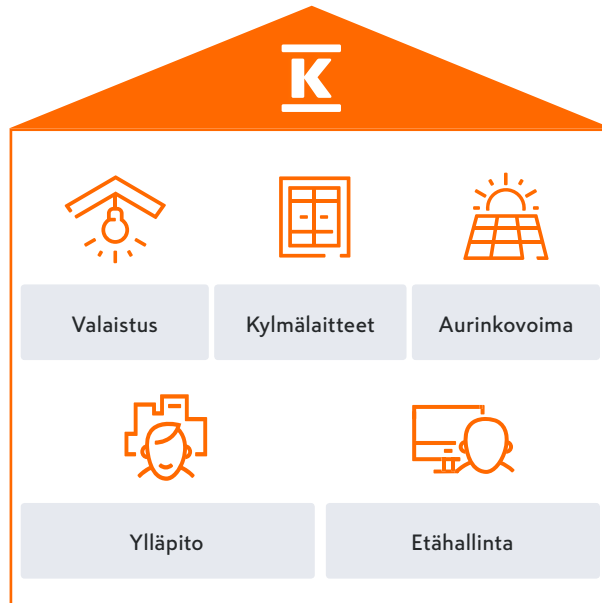 K
Valaistus
Kylmälaitteet
Aurinkovoima
Ylläpito
Etähallinta